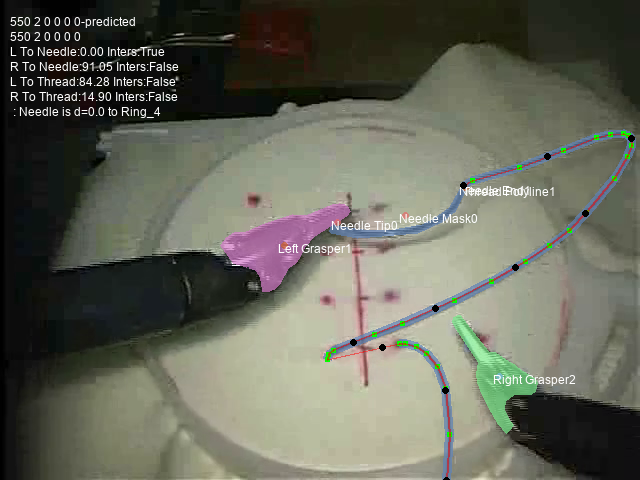 550 2 0 0 0 0-predicted
550 2 0 0 0 0
L To Needle:0.00 Inters:True
R To Needle:91.05 Inters:False
L To Thread:84.28 Inters:False
R To Thread:14.90 Inters:False
: Needle is d=0.0 to Ring_4
Needle Tip0
Needle Mask0
Left Grasper1
Right Grasper2